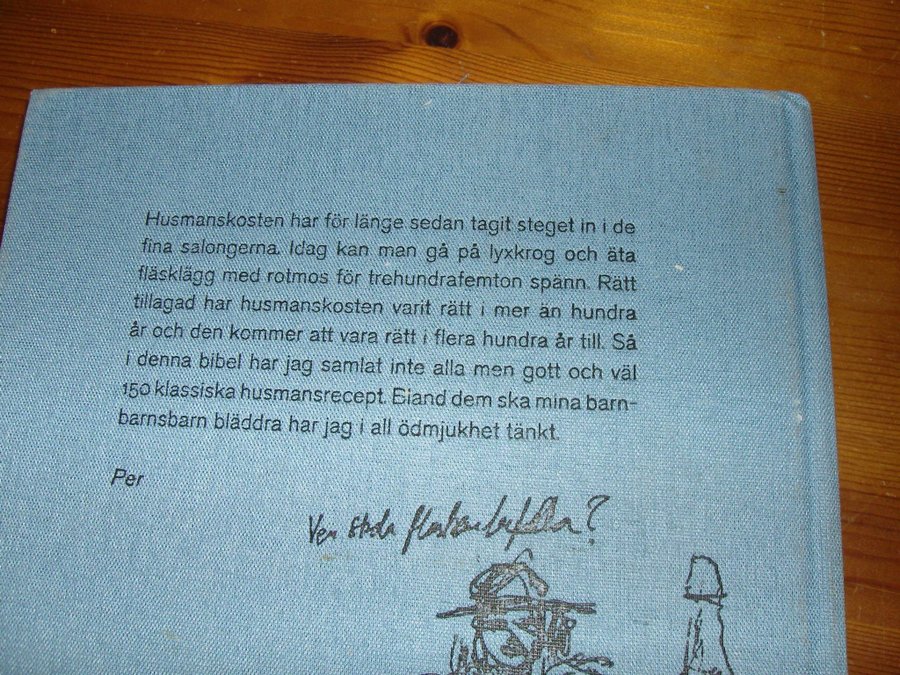 Husmanskosten har för länge sedan tagit steget in i de
fina salongerna. Idag kan man gå på lyxkrog och äta
fläsklägg med rotmos för trehundrafemton spänn. Rätt
tillagad har husmanskosten varit rätt i mer än hundra
år och den kommer att vara rätt i flera hundra år till. Så
i denna bibel har jag samlat inte alla men gott och väl
150 klassiska husmansrecept. Bland dem ska mina barn-
barnsbarn bläddra har jag i all ödmjukhet tänkt.
Per
Vem stola